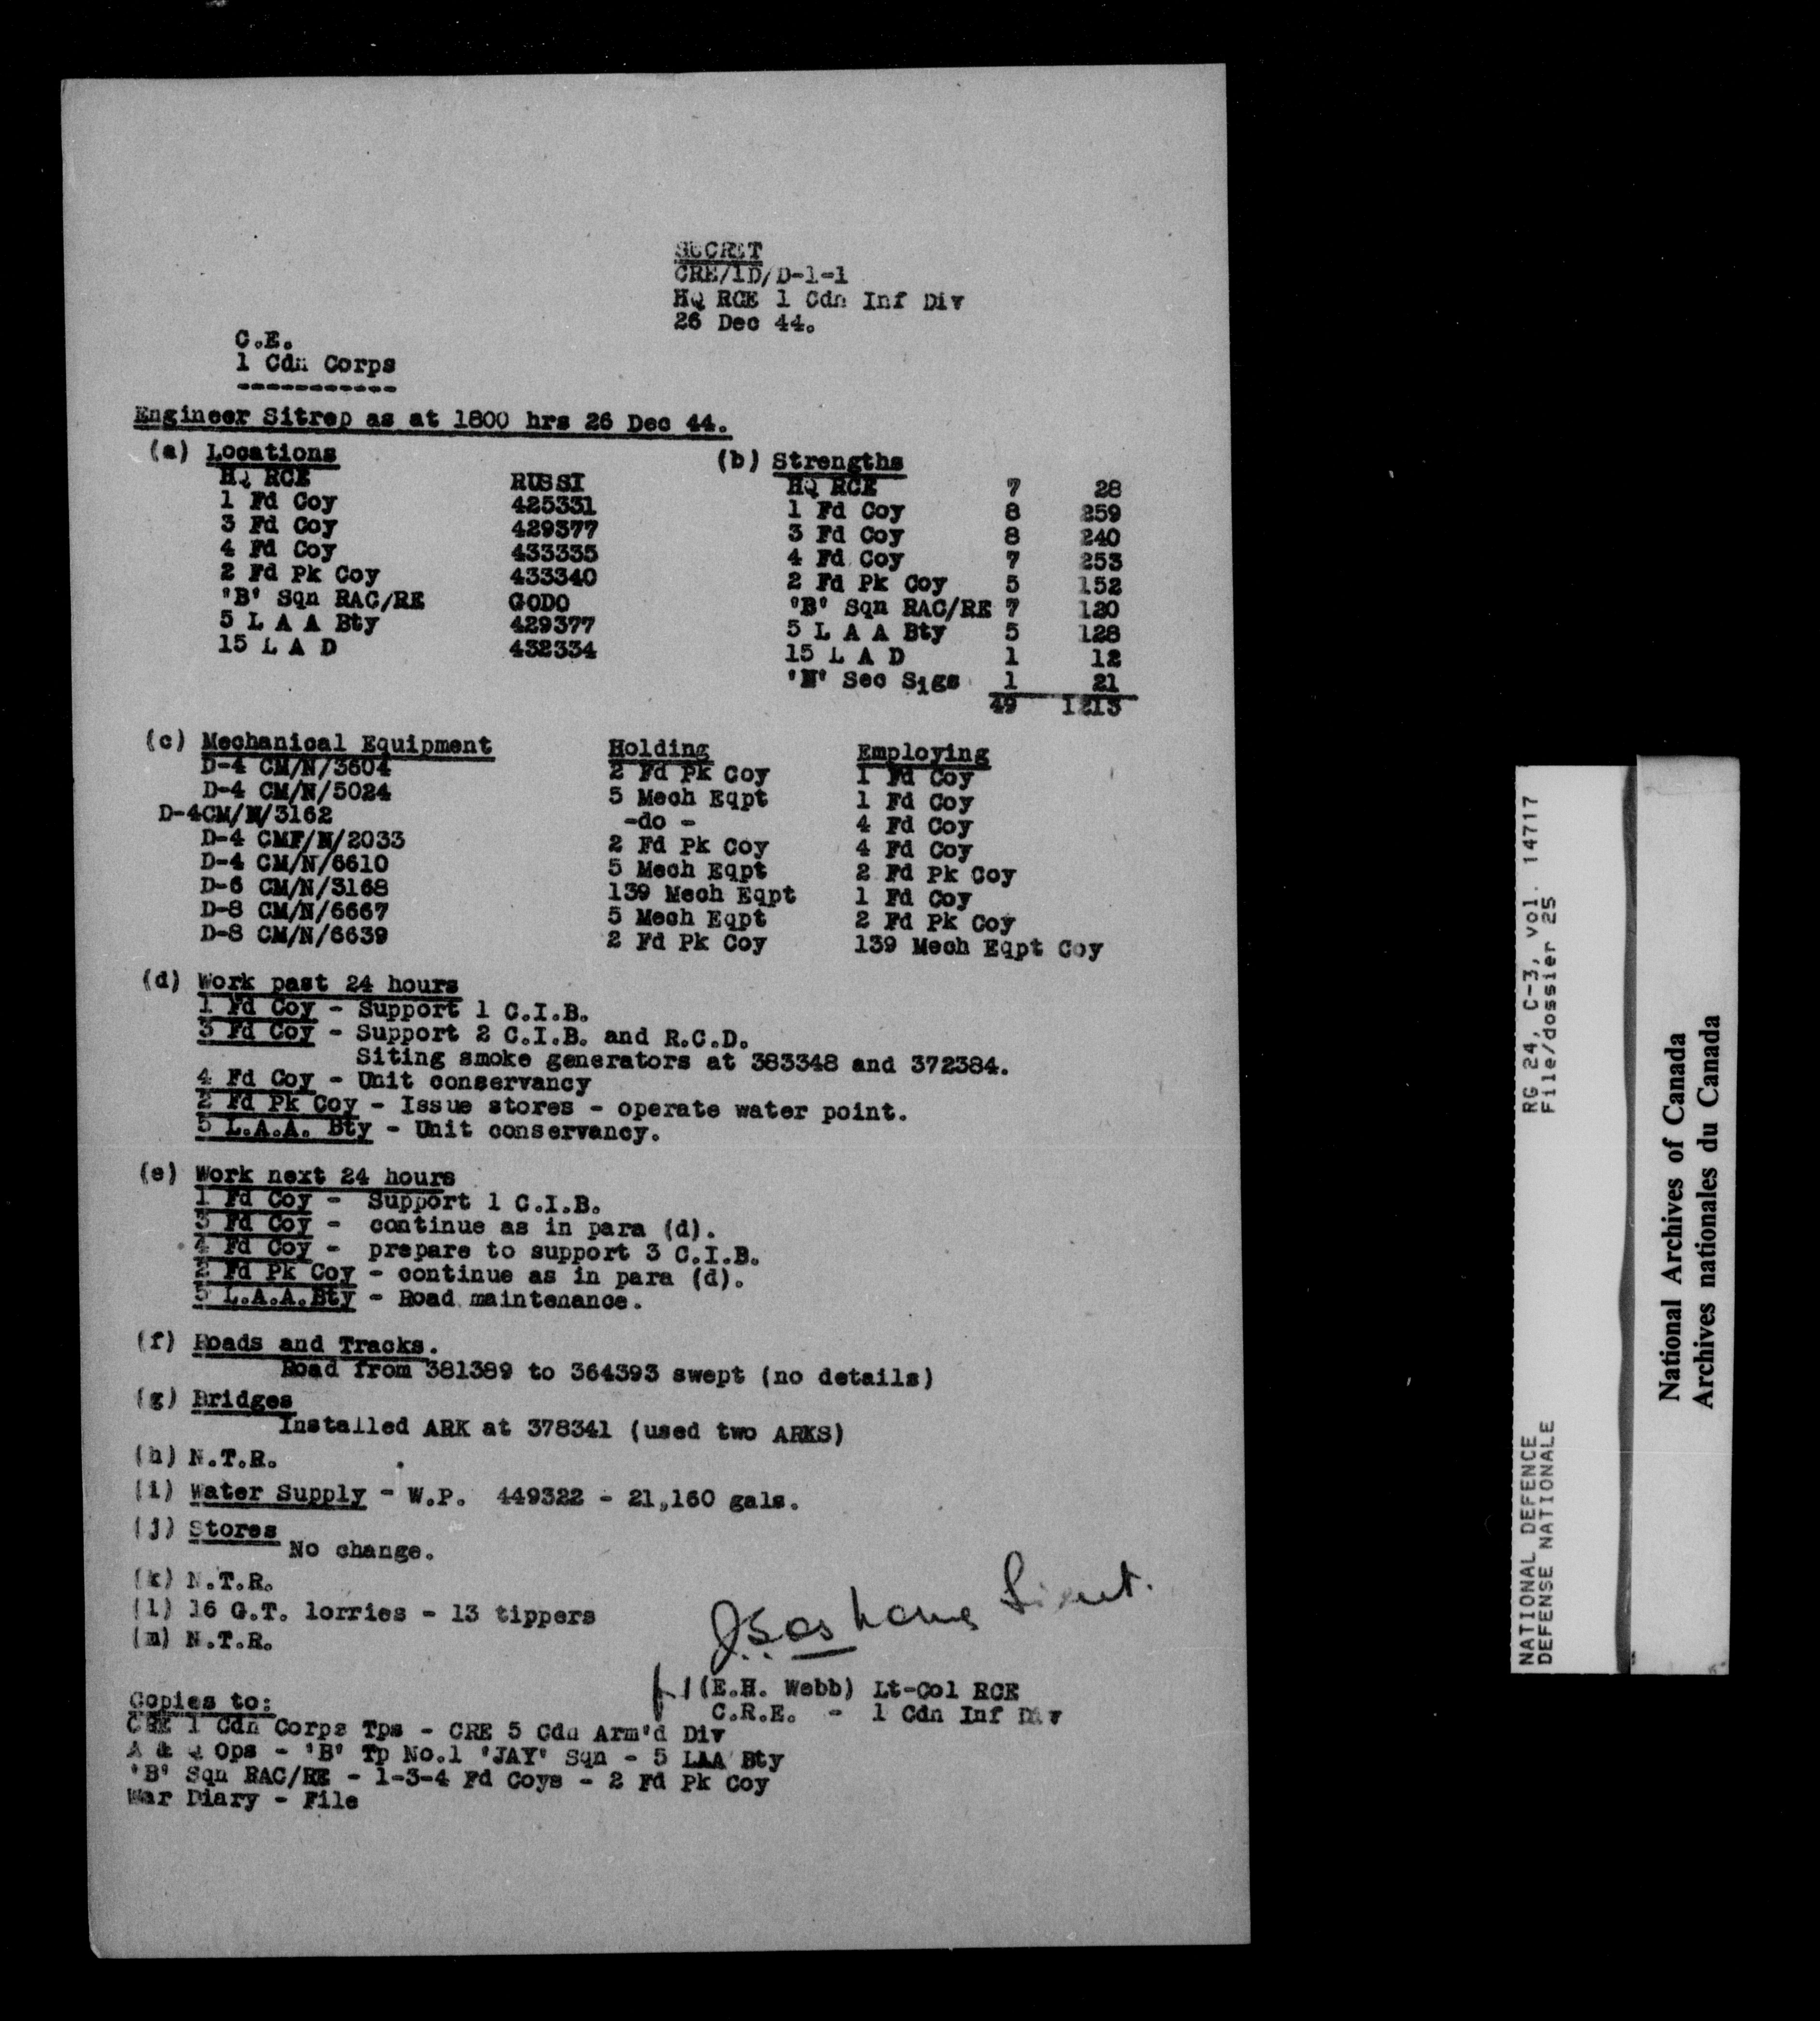 SECRET
CRE/1D/D-1-1
HQ RCE 1 Cdn Inf Div
26 Dec 44.
C.E.
1 Cdn Corps
-----------
Engineer Sitrep as at 1800 hrs 26 Dec 44.
(a) Locations (b) Strengths
HQ RCE RUSSI HQ RCE 7 28
1 Fd Coy 425331 1 Fd Coy 8 259
3 Fd Coy 429377 3 Fd Coy 8 240
4 Fd Coy 433335 4 Fd Coy 7 253
2 Fd Pk Coy 433340 2 Fd Pk Coy 5 152
'B' Sqn RAC/RE GODO 'B' Sqn RAC/RE 7 120
5 L A A Bty 429377 5 L A A Bty 5 128
15 L A D 432334 15 L A D 1 12
'N' Sec Sigs 1 21
49 1213
(c) Mechanical Equipment Holding Employing
D-4 CM/N/3604 2 Fd Pk Coy 1 Fd Coy
D-4 CM/N/5024 5 Mech Eqpt 1 Fd Coy
D-4CM/N/3162 -do - 4 Fd Coy
D-4 CMF/N/2033 2 Fd Pk Coy 4 Fd Coy
D-4 CM/N/6610 5 Mech Eqpt 2 Fd Pk Coy
D-6 CM/N/3168 139 Mech Eqpt 1 Fd Coy
D-8 CM/N/6667 5 Mech Eqpt 2 Fd Pk Coy
D-8 CM/N/6639 2 Fd Pk Coy 139 Mech Eqpt Coy
(d) Work past 24 hours
1 Fd Coy - Support 1 C.I.B.
3 Fd Coy - Support 2 C.I.B. and R.C.D.
Siting smoke generators at 383348 and 372384.
4 Fd Coy - Unit conservancy
2 Fd Pk Coy - Issue stores - operate water point.
5 L.A.A. Bty - Unit conservancy.
(e) Work next 24 hours
1 Fd Coy - Support 1 C.I.B.
3 Fd Coy - continue as in para (d).
4 Fd Coy - prepare to support 3 C.I.B.
2 Fd Pk Coy - continue as in para (d).
5 L.A.A.Bty - Road maintenance.
(f) Roads and Tracks.
Road from 381389 to 364393 swept (no details)
(g) Bridges
Installed ARK at 378341 (used two ARKS)
(h) N.T.R.
(i) Water Supply - W.P. 449322 - 21,160 gals.
(j) Stores
No change.
(k) N.T.R.
(l) 16 G.T. lorries - 13 tippers
(m) N.T.R.
Lieut.
(E.H. Webb) Lt-Col RCE
C.R.E. - 1 Cdn Inf Div
Copies to:
CRE 1 Cdn Corps Tps - CRE 5 Cdn Arm'd Div
A & Q Ops - 'B' Tp No.1 'JAY' Sqn - 5 LAA Bty
'B' Sqn RAC/RE - 1-3-4 Fd Coys - 2 Fd Pk Coy
War Diary - File
NATIONAL DEFENCE RG 24, C-3, vol. 14717
DEFENSE NATIONALE File/dossier 25
National Archives of Canada
Archives nationales du Canada